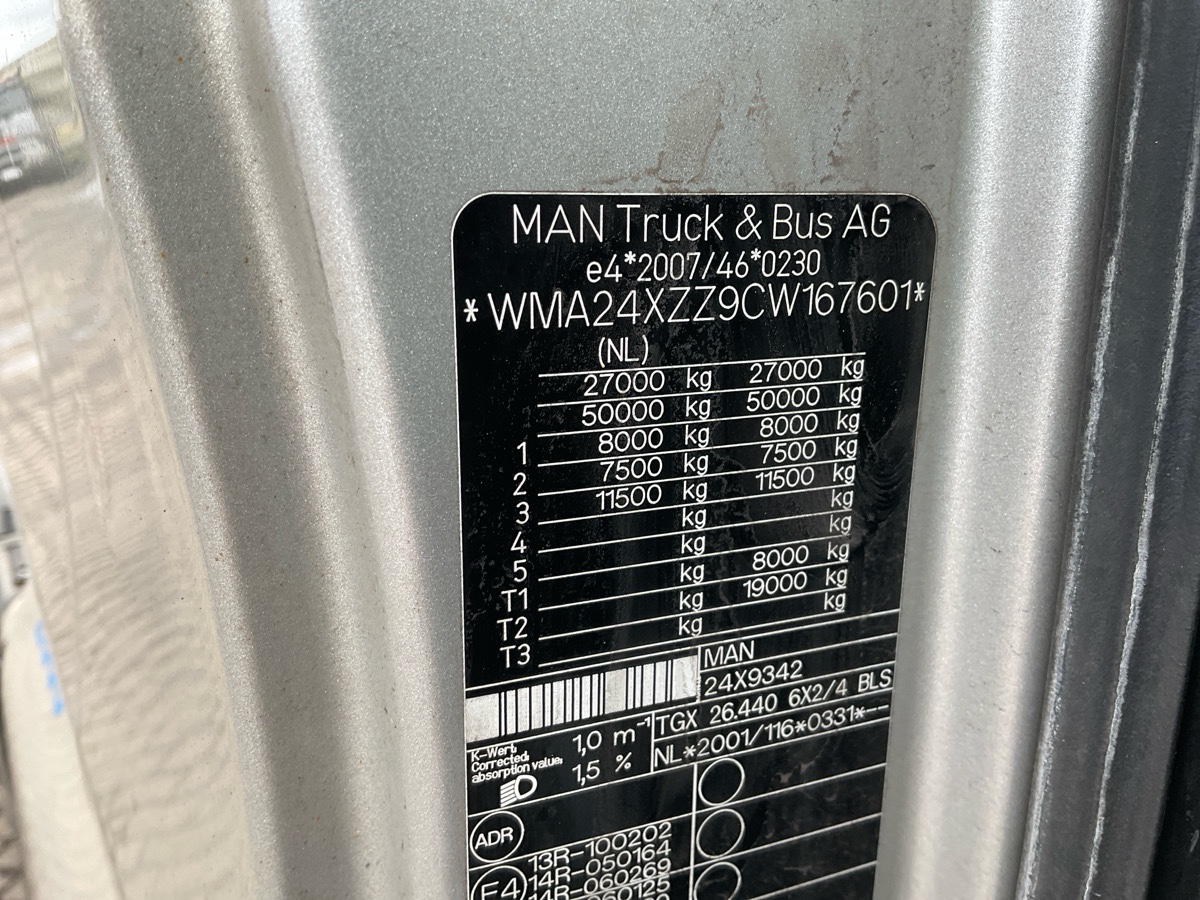 MAN Truck & Bus AG
e4*2007/46*0230
*WMA24XZZ9CW167601*
(NL)
27000 kg 27000 kg
50000 kg 50000 kg
1 8000 kg 8000 kg
2 7500 kg 7500 kg
3 11500 kg 11500 kg
4 kg kg
5 kg kg
T1 kg 8000 kg
T2 kg 19000 kg
T3 kg kg
MAN
24X9342
TGX 26.440 6X2/4 BLS
NL*2001/116*0331*--
K-Wert:
Corrected
absorption value:
1,0 m⁻¹
1,5 %
ADR
E4
13R-100202
14R-050164
14R-060269